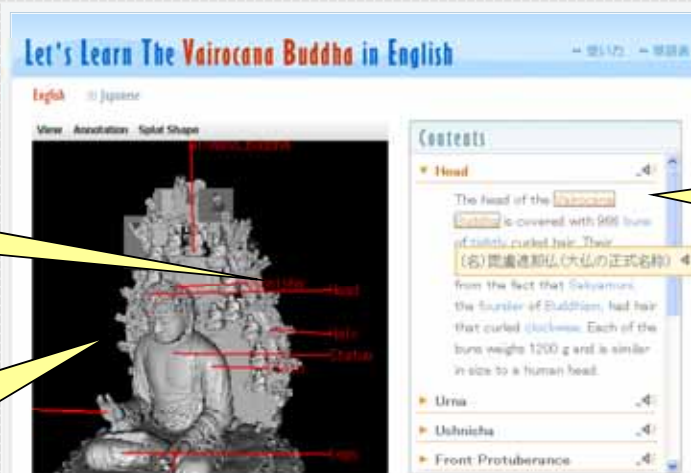 Let's Learn The Vairocana Buddha in English
English Japanese
View Annotation Splat Shape
Contents
Head
The head of the Vairocana
Buddha is covered with 966 buns
of tightly curled hair. Their
(名)毘盧遮那仏(大仏の正式名称)
from the fact that Sakyamuni,
the founder of Buddhism, had hair
that curled clockwise. Each of the
buns weighs 1200 g and is similar
in size to a human head.
Urna
Ushnicha
Front Protuberance
Head
Halo
Statue
Legs